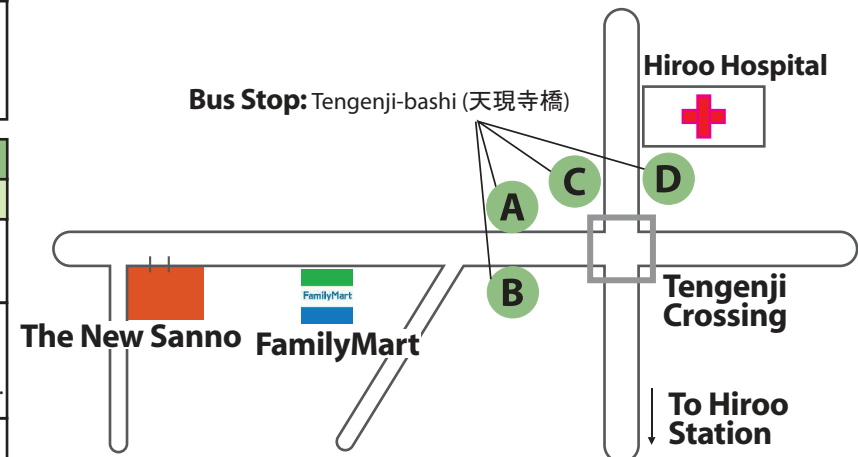 Hiroo Hospital
Bus Stop: Tengenji-bashi (天現寺橋)
C
D
A
B
FamilyMart
Tengenji
Crossing
The New Sanno
FamilyMart
To Hiroo
Station